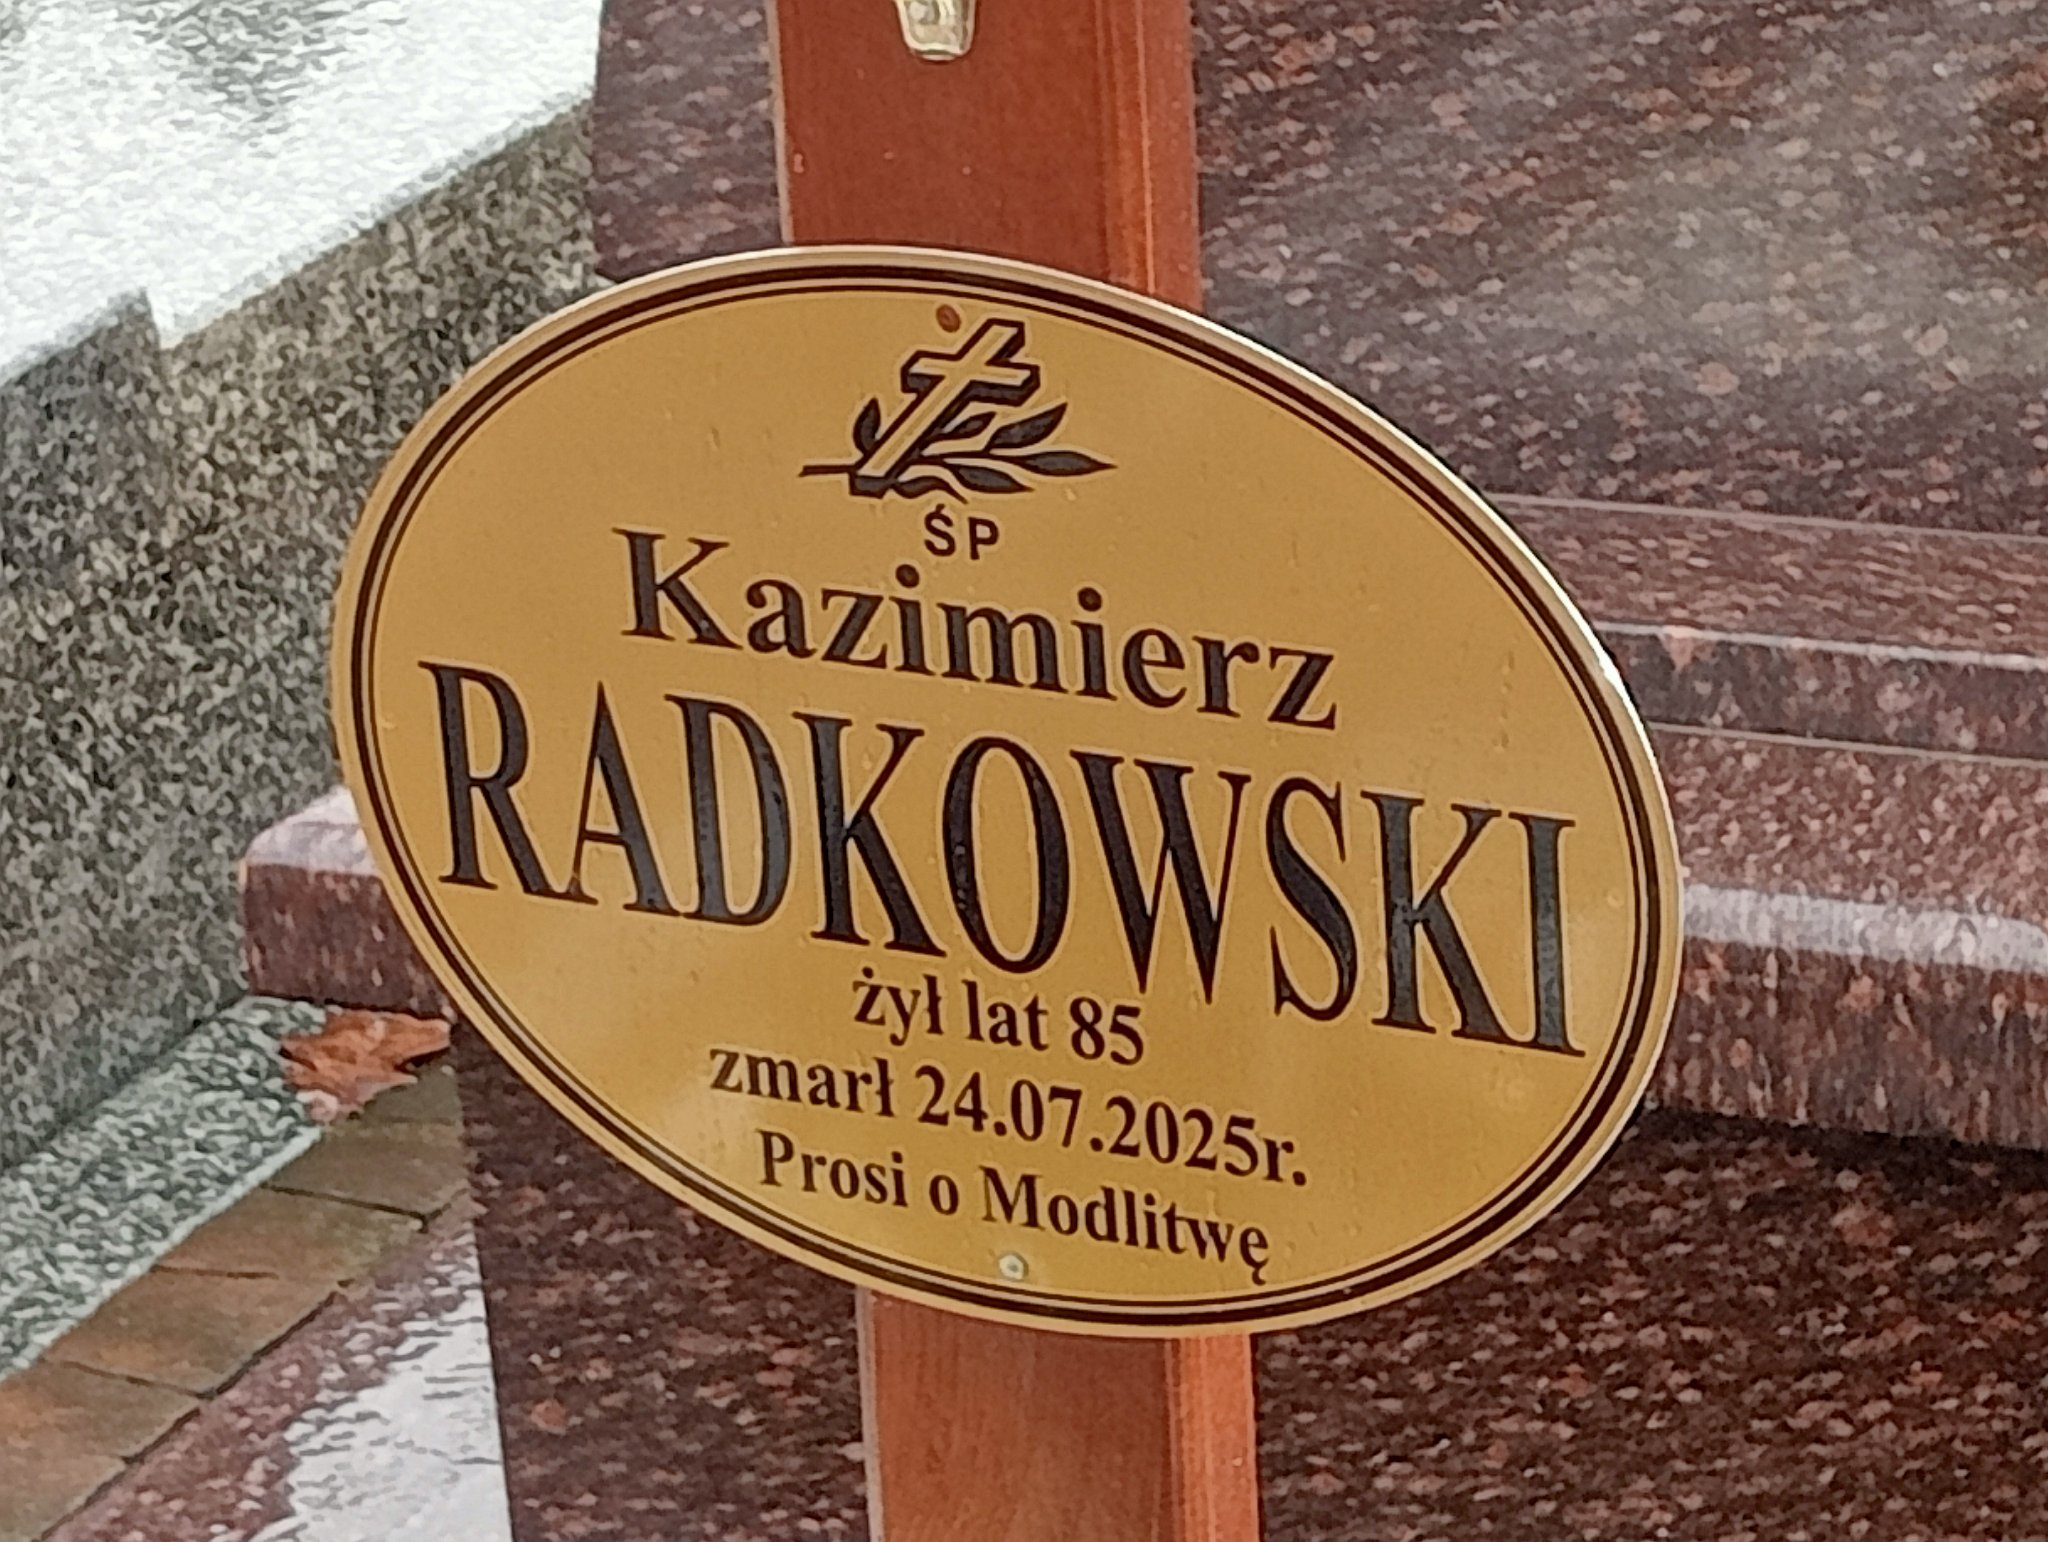 ŚP
Kazimierz
RADKOWSKI
żył lat 85
zmarł 24.07.2025r.
Prosi o Modlitwę